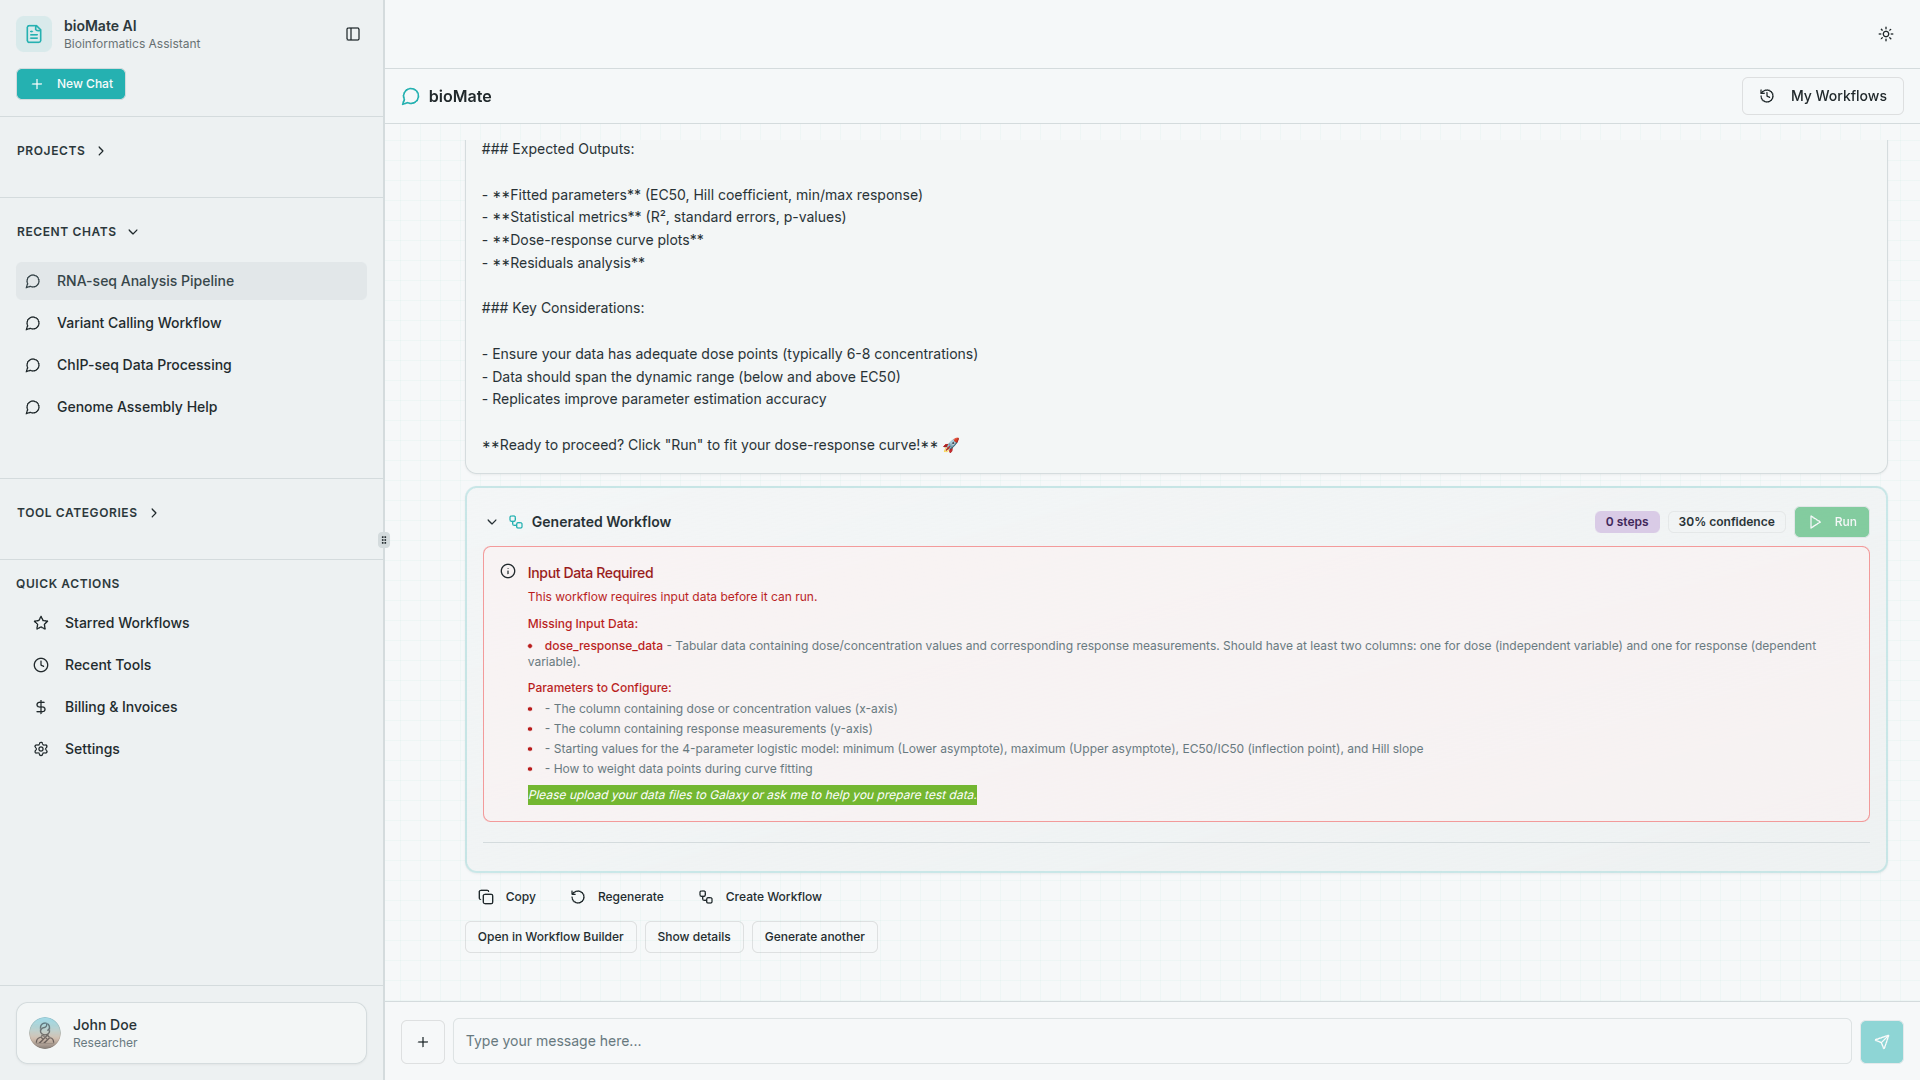 bioMate AI
Bioinformatics Assistant
New Chat
PROJECTS
RECENT CHATS
RNA-seq Analysis Pipeline
Variant Calling Workflow
ChIP-seq Data Processing
Genome Assembly Help
TOOL CATEGORIES
QUICK ACTIONS
Starred Workflows
Recent Tools
Billing & Invoices
Settings
John Doe
Researcher
bioMate
My Workflows
### Expected Outputs:
- **Fitted parameters** (EC50, Hill coefficient, min/max response)
- **Statistical metrics** (R², standard errors, p-values)
- **Dose-response curve plots**
- **Residuals analysis**
### Key Considerations:
- Ensure your data has adequate dose points (typically 6-8 concentrations)
- Data should span the dynamic range (below and above EC50)
- Replicates improve parameter estimation accuracy
**Ready to proceed? Click "Run" to fit your dose-response curve!** 🚀
Generated Workflow
0 steps
30% confidence
Run
Input Data Required
This workflow requires input data before it can run.
Missing Input Data:
• dose_response_data - Tabular data containing dose/concentration values and corresponding response measurements. Should have at least two columns: one for dose (independent variable) and one for response (dependent
variable).
Parameters to Configure:
• - The column containing dose or concentration values (x-axis)
• - The column containing response measurements (y-axis)
• - Starting values for the 4-parameter logistic model: minimum (Lower asymptote), maximum (Upper asymptote), EC50/IC50 (inflection point), and Hill slope
• - How to weight data points during curve fitting
Please upload your data files to Galaxy or ask me to help you prepare test data.
Copy
Regenerate
Create Workflow
Open in Workflow Builder
Show details
Generate another
Type your message here...